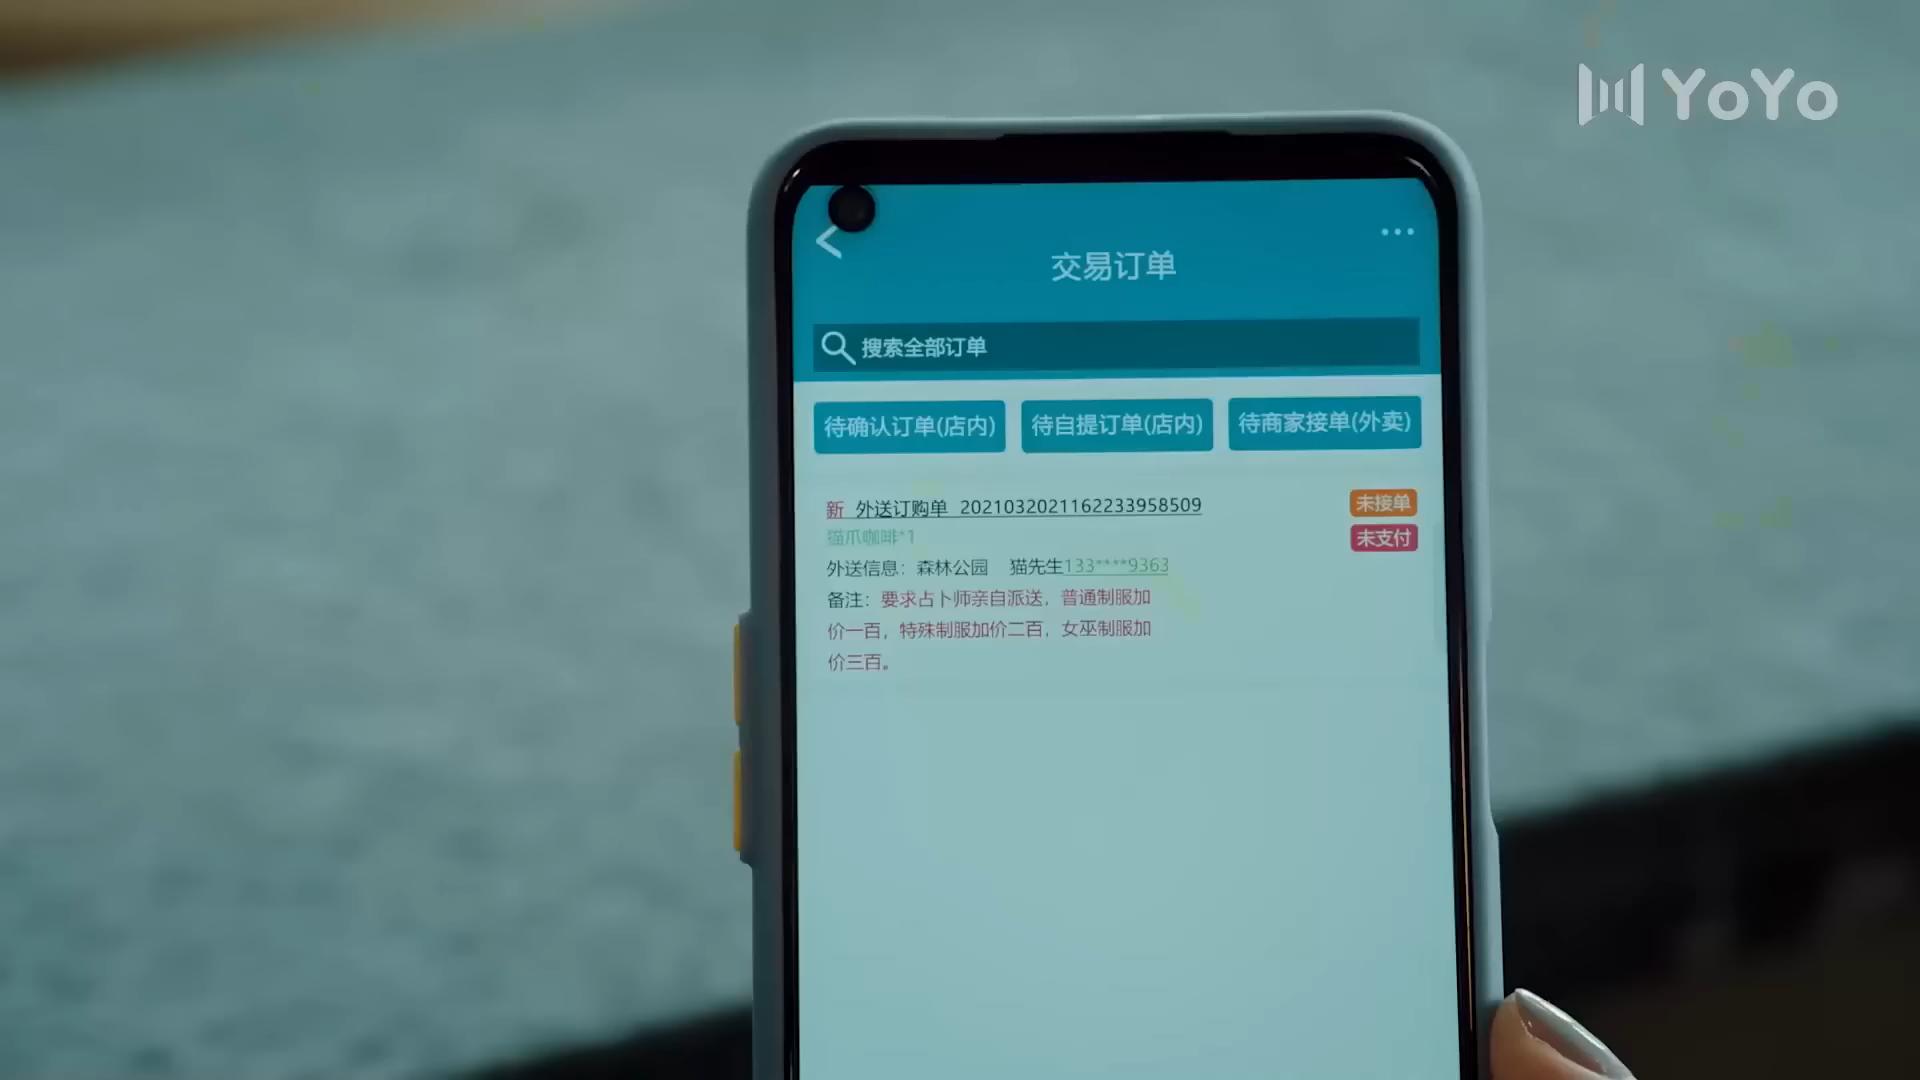 YoYo
交易订单
搜索全部订单
待确认订单(店内) 待自提订单(店内) 待商家接单(外卖)
新 外送订购单 2021032021162233958509 未接单
猫爪咖啡*1 未支付
外送信息：森林公园 猫先生133****9363
备注：要求占卜师亲自派送，普通制服加
价一百，特殊制服加价二百，女巫制服加
价三百。